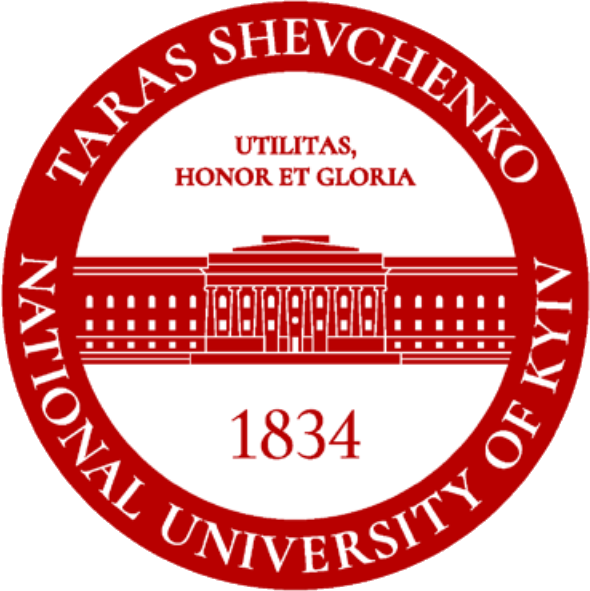 TARAS SHEVCHENKO
UTILITAS,
HONOR ET GLORIA
1834
NATIONAL UNIVERSITY OF KYIV